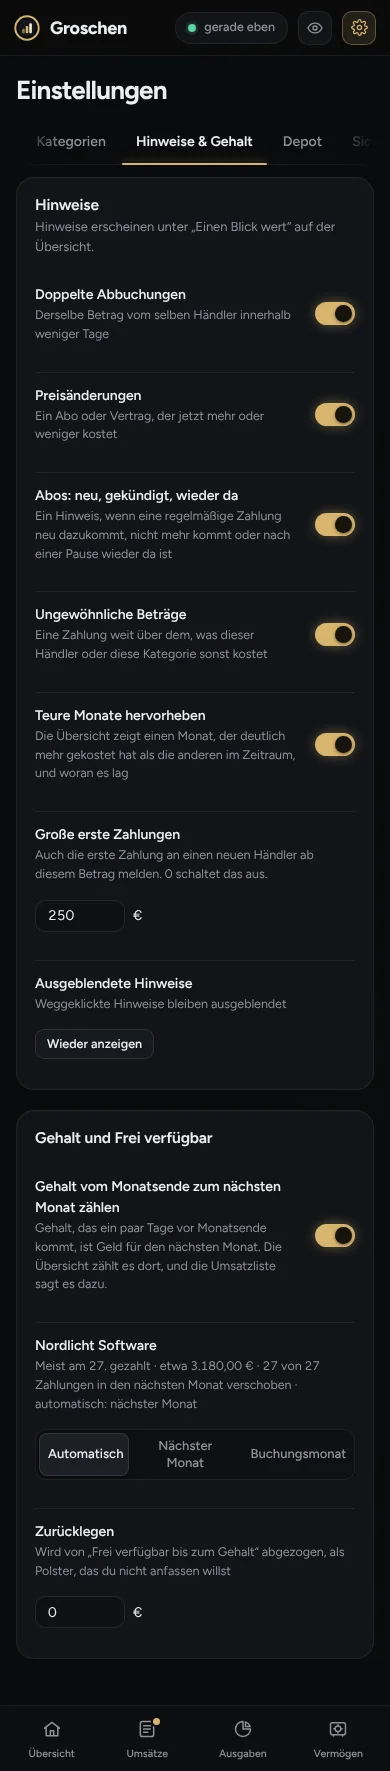 Groschen
gerade eben
Einstellungen
Kategorien
Hinweise & Gehalt
Depot
Hinweise
Hinweise erscheinen unter „Einen Blick wert“ auf der
Übersicht.
Doppelte Abbuchungen
Derselbe Betrag vom selben Händler innerhalb
weniger Tage
Preisänderungen
Ein Abo oder Vertrag, der jetzt mehr oder
weniger kostet
Abos: neu, gekündigt, wieder da
Ein Hinweis, wenn eine regelmäßige Zahlung
neu dazukommt, nicht mehr kommt oder nach
einer Pause wieder da ist
Ungewöhnliche Beträge
Eine Zahlung weit über dem, was dieser
Händler oder diese Kategorie sonst kostet
Teure Monate hervorheben
Die Übersicht zeigt einen Monat, der deutlich
mehr gekostet hat als die anderen im Zeitraum,
und woran es lag
Große erste Zahlungen
Auch die erste Zahlung an einen neuen Händler ab
diesem Betrag melden. 0 schaltet das aus.
250 €
Ausgeblendete Hinweise
Weggeklickte Hinweise bleiben ausgeblendet
Wieder anzeigen
Gehalt und Frei verfügbar
Gehalt vom Monatsende zum nächsten
Monat zählen
Gehalt, das ein paar Tage vor Monatsende
kommt, ist Geld für den nächsten Monat. Die
Übersicht zählt es dort, und die Umsatzliste
sagt es dazu.
Nordlicht Software
Meist am 27. gezahlt · etwa 3.180,00 € · 27 von 27
Zahlungen in den nächsten Monat verschoben ·
automatisch: nächster Monat
Automatisch
Nächster
Monat
Buchungsmonat
Zurücklegen
Wird von „Frei verfügbar bis zum Gehalt“ abgezogen, als
Polster, das du nicht anfassen willst
0 €
Übersicht
Umsätze
Ausgaben
Vermögen